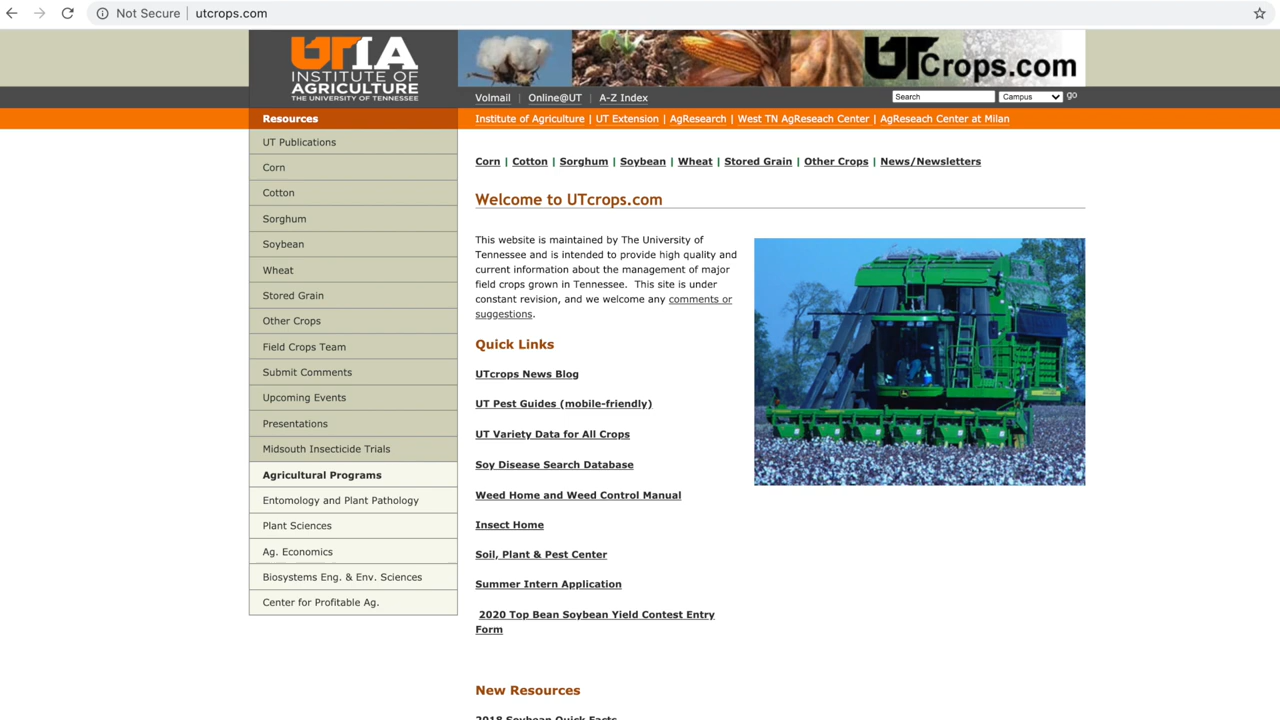 Not Secure | utcrops.com
UTIA
INSTITUTE OF
AGRICULTURE
THE UNIVERSITY OF TENNESSEE
UTCrops.com
Volmail | Online@UT | A-Z Index
Search Campus go
Resources
Institute of Agriculture | UT Extension | AgResearch | West TN AgReseach Center | AgReseach Center at Milan
UT Publications
Corn
Cotton
Sorghum
Soybean
Wheat
Stored Grain
Other Crops
Field Crops Team
Submit Comments
Upcoming Events
Presentations
Midsouth Insecticide Trials
Agricultural Programs
Entomology and Plant Pathology
Plant Sciences
Ag. Economics
Biosystems Eng. & Env. Sciences
Center for Profitable Ag.
Corn | Cotton | Sorghum | Soybean | Wheat | Stored Grain | Other Crops | News/Newsletters
Welcome to UTcrops.com
This website is maintained by The University of
Tennessee and is intended to provide high quality and
current information about the management of major
field crops grown in Tennessee. This site is under
constant revision, and we welcome any comments or
suggestions.
Quick Links
UTcrops News Blog
UT Pest Guides (mobile-friendly)
UT Variety Data for All Crops
Soy Disease Search Database
Weed Home and Weed Control Manual
Insect Home
Soil, Plant & Pest Center
Summer Intern Application
2020 Top Bean Soybean Yield Contest Entry
Form
New Resources
2018 Soybean Quick Facts